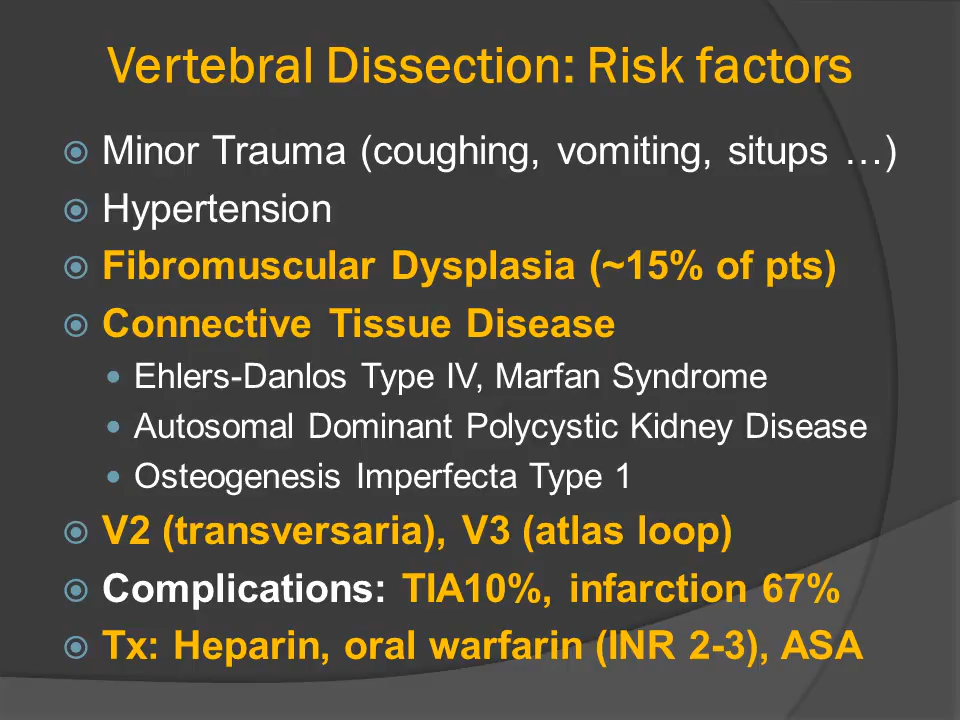 Vertebral Dissection: Risk factors
Minor Trauma (coughing, vomiting, situps …)
Hypertension
Fibromuscular Dysplasia (~15% of pts)
Connective Tissue Disease
Ehlers-Danlos Type IV, Marfan Syndrome
Autosomal Dominant Polycystic Kidney Disease
Osteogenesis Imperfecta Type 1
V2 (transversaria), V3 (atlas loop)
Complications: TIA10%, infarction 67%
Tx: Heparin, oral warfarin (INR 2-3), ASA